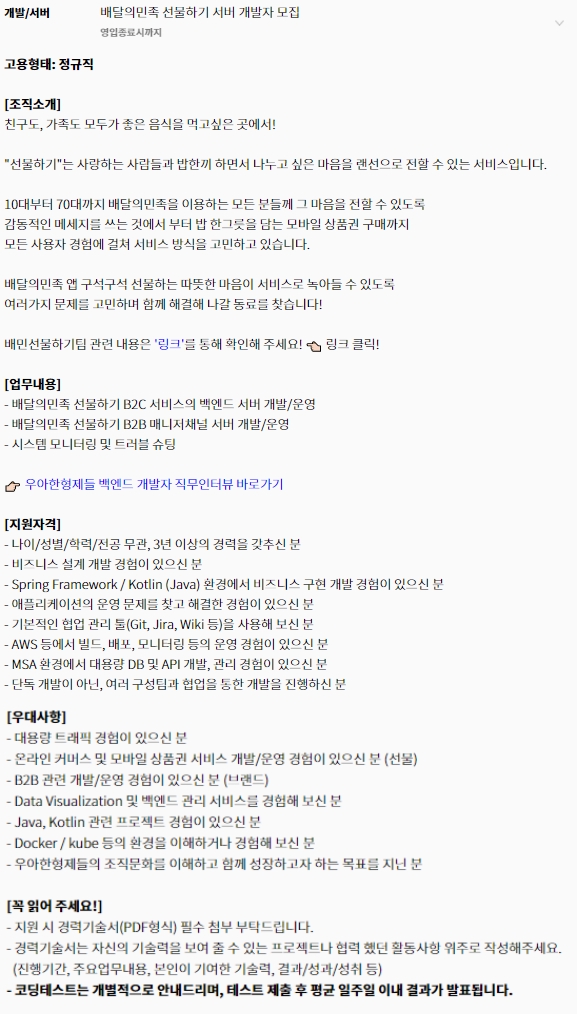 개발/서버
배달의민족 선물하기 서버 개발자 모집
영업종료시까지
고용형태: 정규직
[조직소개]
친구도, 가족도 모두가 좋은 음식을 먹고싶은 곳에서!
"선물하기"는 사랑하는 사람들과 밥한끼 하면서 나누고 싶은 마음을 랜선으로 전할 수 있는 서비스입니다.
10대부터 70대까지 배달의민족을 이용하는 모든 분들께 그 마음을 전할 수 있도록
감동적인 메세지를 쓰는 것에서 부터 밥 한그릇을 담는 모바일 상품권 구매까지
모든 사용자 경험에 걸쳐 서비스 방식을 고민하고 있습니다.
배달의민족 앱 구석구석 선물하는 따뜻한 마음이 서비스로 녹아들 수 있도록
여러가지 문제를 고민하며 함께 해결해 나갈 동료를 찾습니다!
배민선물하기팀 관련 내용은 '링크'를 통해 확인해 주세요! 👈 링크 클릭!
[업무내용]
- 배달의민족 선물하기 B2C 서비스의 백엔드 서버 개발/운영
- 배달의민족 선물하기 B2B 매니저채널 서버 개발/운영
- 시스템 모니터링 및 트러블 슈팅
👉 우아한형제들 백엔드 개발자 직무인터뷰 바로가기
[지원자격]
- 나이/성별/학력/전공 무관, 3년 이상의 경력을 갖추신 분
- 비즈니스 설계 개발 경험이 있으신 분
- Spring Framework / Kotlin (Java) 환경에서 비즈니스 구현 개발 경험이 있으신 분
- 애플리케이션의 운영 문제를 찾고 해결한 경험이 있으신 분
- 기본적인 협업 관리 툴(Git, Jira, Wiki 등)을 사용해 보신 분
- AWS 등에서 빌드, 배포, 모니터링 등의 운영 경험이 있으신 분
- MSA 환경에서 대용량 DB 및 API 개발, 관리 경험이 있으신 분
- 단독 개발이 아닌, 여러 구성팀과 협업을 통한 개발을 진행하신 분
[우대사항]
- 대용량 트래픽 경험이 있으신 분
- 온라인 커머스 및 모바일 상품권 서비스 개발/운영 경험이 있으신 분 (선물)
- B2B 관련 개발/운영 경험이 있으신 분 (브랜드)
- Data Visualization 및 백엔드 관리 서비스를 경험해 보신 분
- Java, Kotlin 관련 프로젝트 경험이 있으신 분
- Docker / kube 등의 환경을 이해하거나 경험해 보신 분
- 우아한형제들의 조직문화를 이해하고 함께 성장하고자 하는 목표를 지닌 분
[꼭 읽어 주세요!]
- 지원 시 경력기술서(PDF형식) 필수 첨부 부탁드립니다.
- 경력기술서는 자신의 기술력을 보여 줄 수 있는 프로젝트나 협력 했던 활동사항 위주로 작성해주세요.
(진행기간, 주요업무내용, 본인이 기여한 기술력, 결과/성과/성취 등)
- 코딩테스트는 개별적으로 안내드리며, 테스트 제출 후 평균 일주일 이내 결과가 발표됩니다.